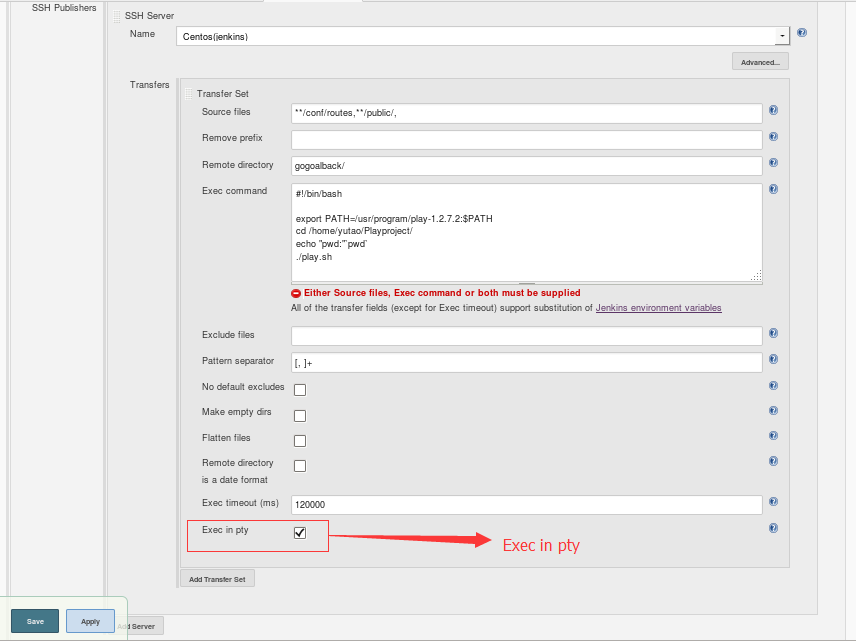 SSH Publishers
SSH Server
Name
Centos(jenkins)
Advanced...
Transfers
Transfer Set
Source files
**/conf/routes,**/public/,
Remove prefix
Remote directory
gogoalback/
Exec command
#!/bin/bash
export PATH=/usr/program/play-1.2.7.2:$PATH
cd /home/yutao/Playproject/
echo "pwd:"`pwd`
./play.sh
Either Source files, Exec command or both must be supplied
All of the transfer fields (except for Exec timeout) support substitution of Jenkins environment variables
Exclude files
Pattern separator
[, ]+
No default excludes
Make empty dirs
Flatten files
Remote directory
is a date format
Exec timeout (ms)
120000
Exec in pty
Exec in pty
Add Transfer Set
Save
Apply
Server